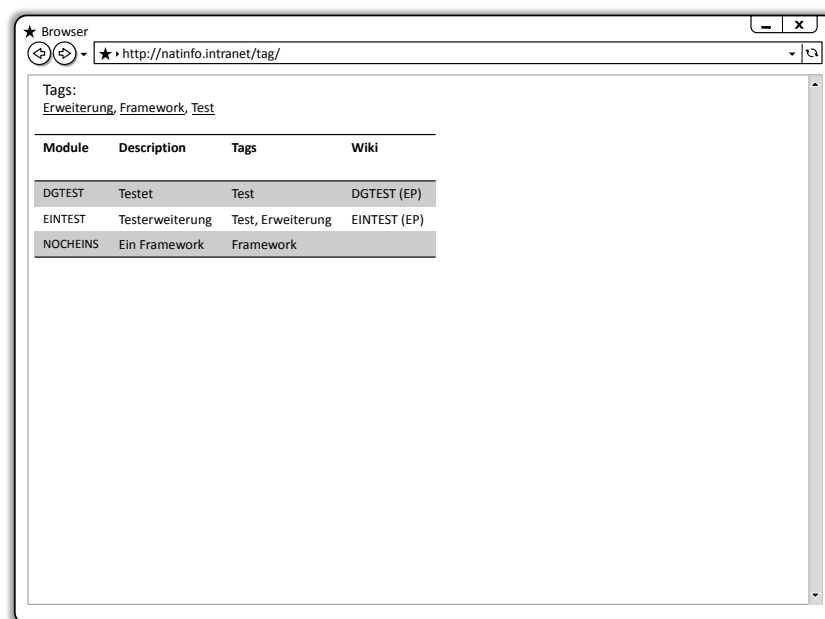 Browser
http://natinfo.intranet/tag/
Tags:
Erweiterung, Framework, Test
Module Description Tags Wiki
DGTEST Testet Test DGTEST (EP)
EINTEST Testerweiterung Test, Erweiterung EINTEST (EP)
NOCHEINS Ein Framework Framework